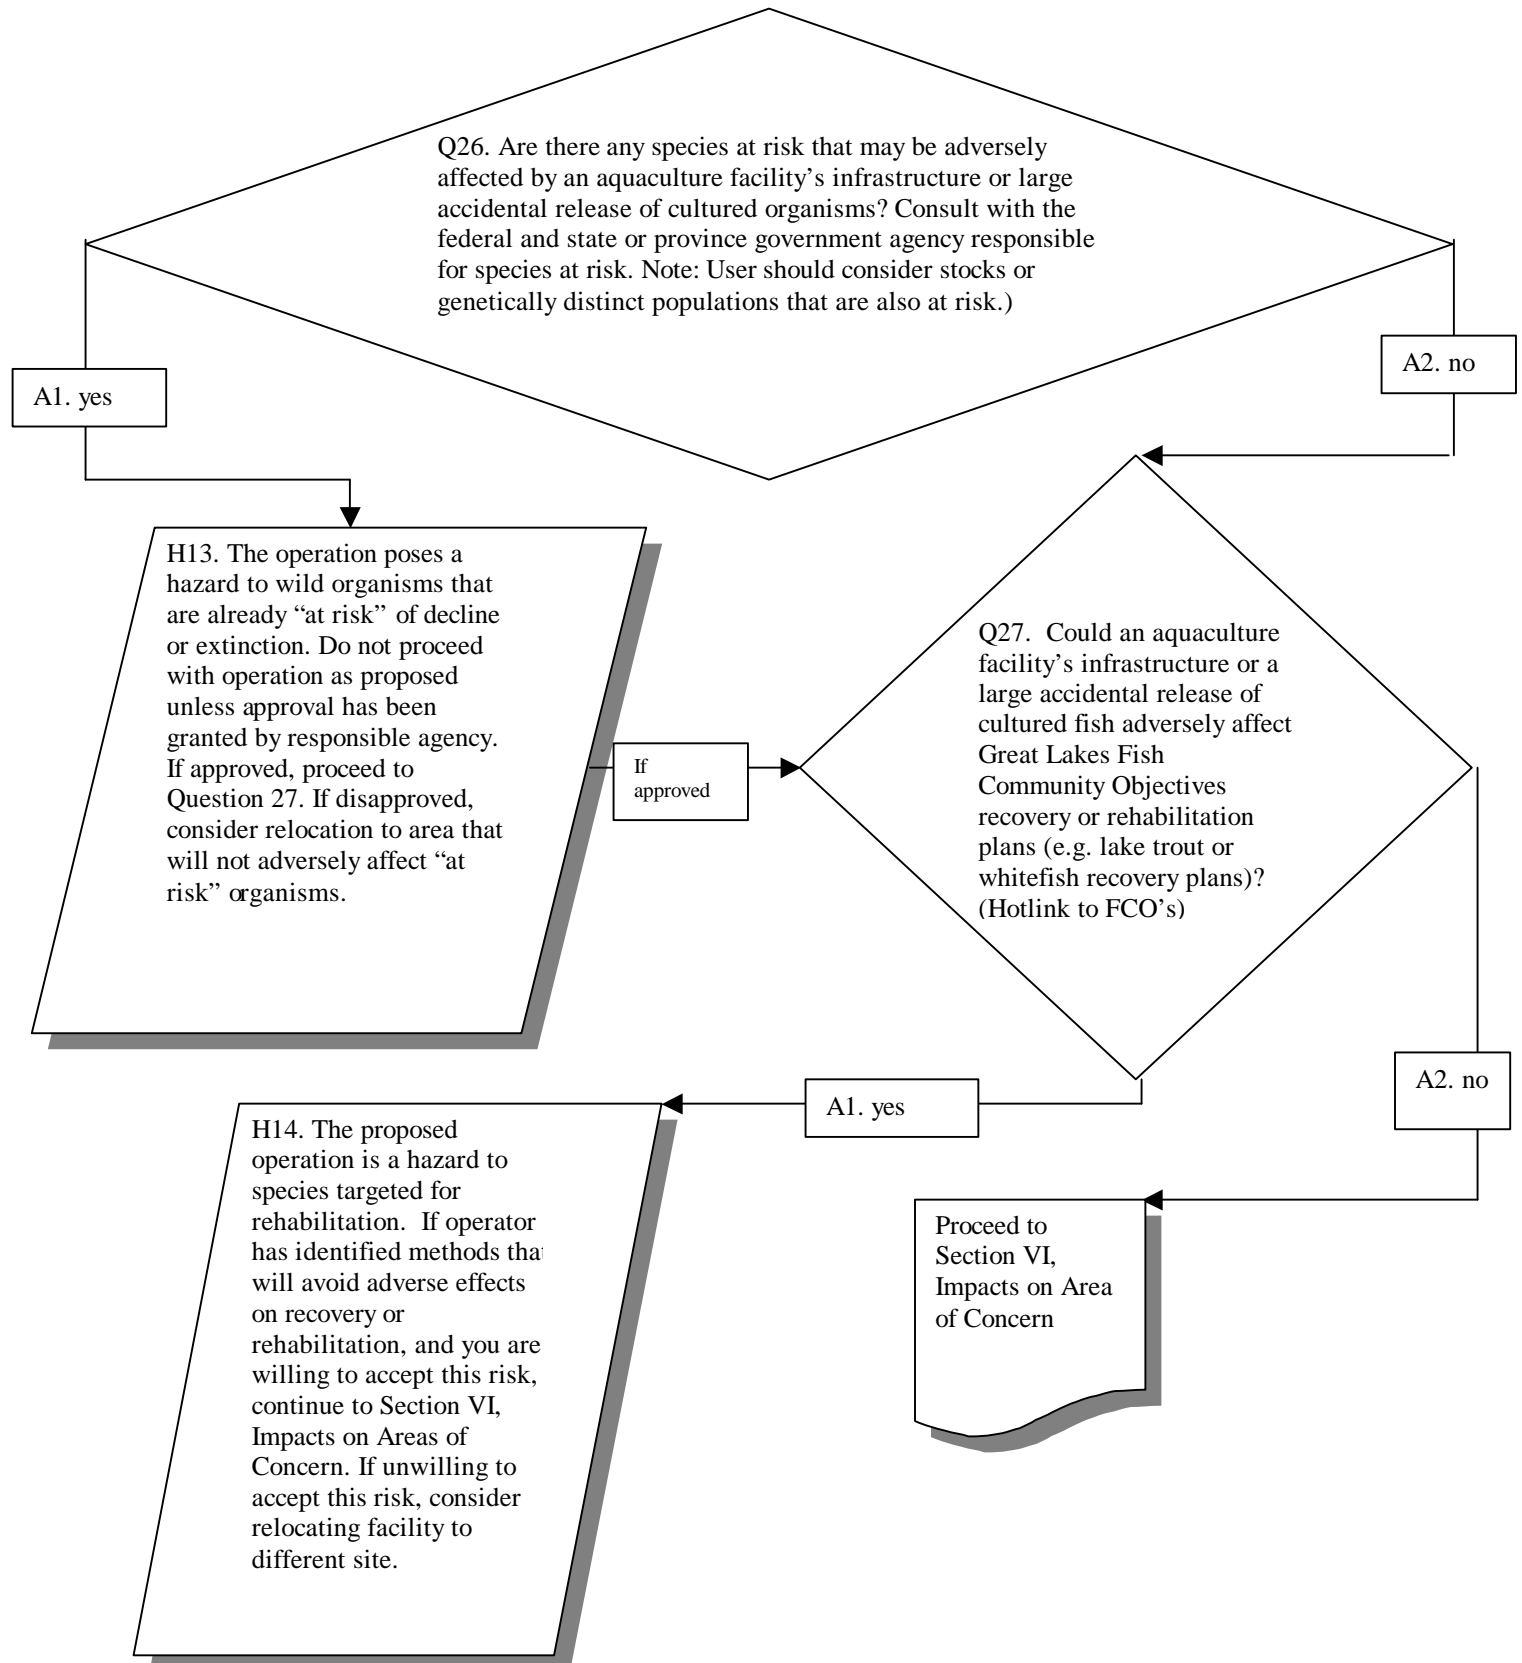 Q26. Are there any species at risk that may be adversely
affected by an aquaculture facility’s infrastructure or large
accidental release of cultured organisms? Consult with the
federal and state or province government agency responsible
for species at risk. Note: User should consider stocks or
genetically distinct populations that are also at risk.)
A1. yes
A2. no
H13. The operation poses a
hazard to wild organisms that
are already “at risk” of decline
or extinction. Do not proceed
with operation as proposed
unless approval has been
granted by responsible agency.
If approved, proceed to
Question 27. If disapproved,
consider relocation to area that
will not adversely affect “at
risk” organisms.
If
approved
Q27. Could an aquaculture
facility’s infrastructure or a
large accidental release of
cultured fish adversely affect
Great Lakes Fish
Community Objectives
recovery or rehabilitation
plans (e.g. lake trout or
whitefish recovery plans)?
(Hotlink to FCO’s)
A1. yes
A2. no
H14. The proposed
operation is a hazard to
species targeted for
rehabilitation. If operator
has identified methods that
will avoid adverse effects
on recovery or
rehabilitation, and you are
willing to accept this risk,
continue to Section VI,
Impacts on Areas of
Concern. If unwilling to
accept this risk, consider
relocating facility to
different site.
Proceed to
Section VI,
Impacts on Area
of Concern